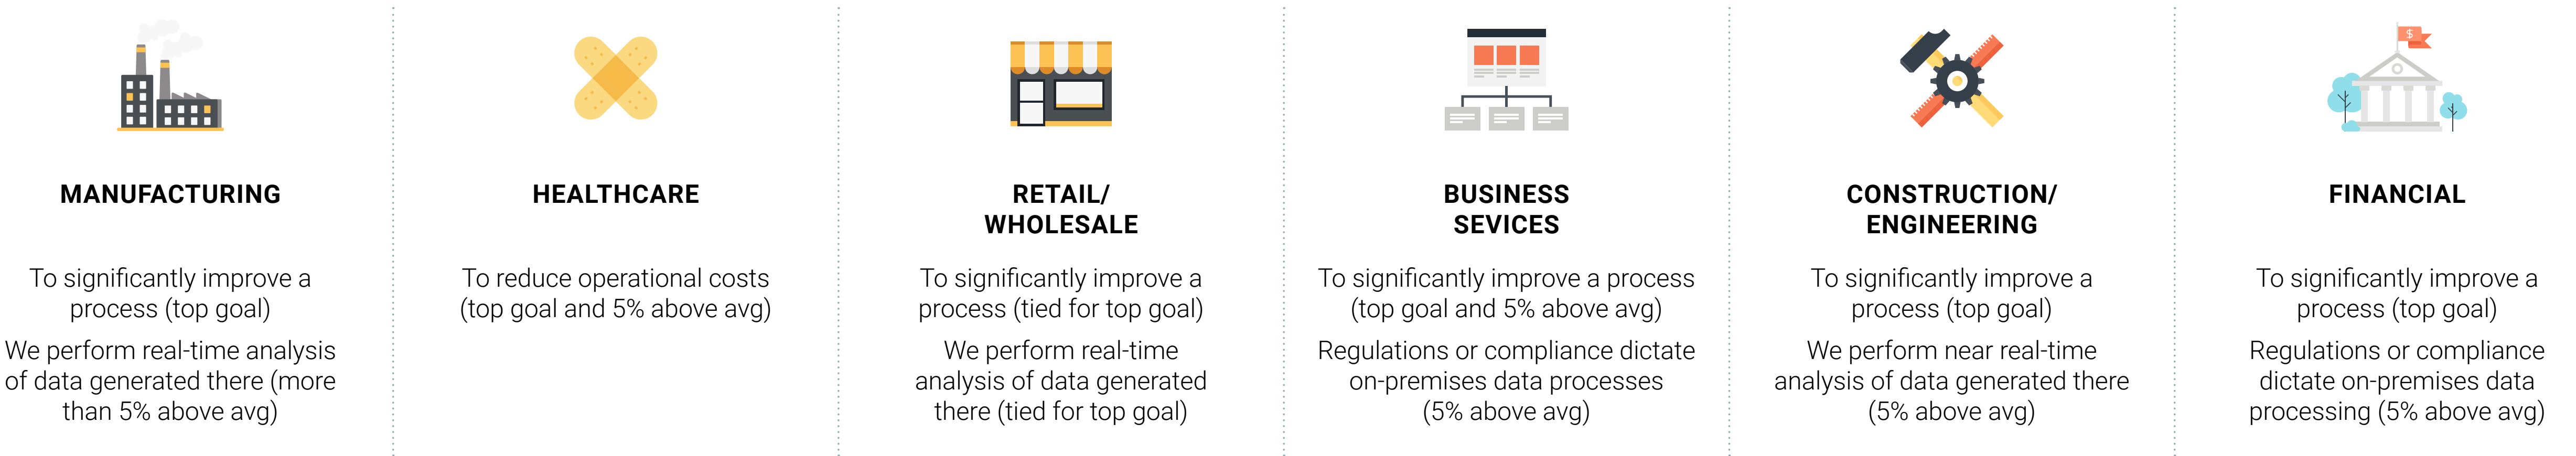 $
MANUFACTURING
To significantly improve a
process (top goal)
We perform real-time analysis
of data generated there (more
than 5% above avg)
HEALTHCARE
To reduce operational costs
(top goal and 5% above avg)
RETAIL/
WHOLESALE
To significantly improve a
process (tied for top goal)
We perform real-time
analysis of data generated
there (tied for top goal)
BUSINESS
SEVICES
To significantly improve a process
(top goal and 5% above avg)
Regulations or compliance dictate
on-premises data processes
(5% above avg)
CONSTRUCTION/
ENGINEERING
To significantly improve a
process (top goal)
We perform near real-time
analysis of data generated there
(5% above avg)
FINANCIAL
To significantly improve a
process (top goal)
Regulations or compliance
dictate on-premises data
processing (5% above avg)